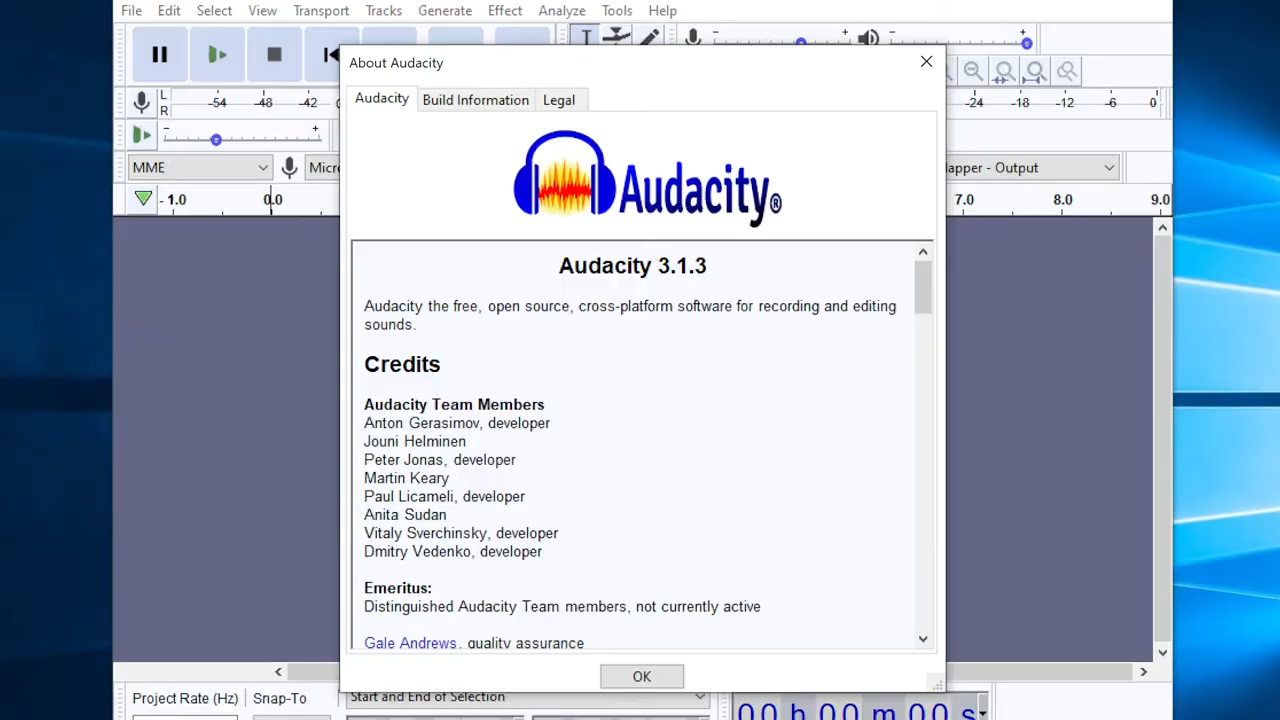 File Edit Select View Transport Tracks Generate Effect Analyze Tools Help
About Audacity
Audacity Build Information Legal
L
R
-54 -48 -42
-24 -18 -12 -6 0
MME
Output
- 1.0 0.0
7.0 8.0 9.0
Audacity®
Audacity 3.1.3
Audacity the free, open source, cross-platform software for recording and editing
sounds.
Credits
Audacity Team Members
Anton Gerasimov, developer
Jouni Helminen
Peter Jonas, developer
Martin Keary
Paul Licameli, developer
Anita Sudan
Vitaly Sverchinsky, developer
Dmitry Vedenko, developer
Emeritus:
Distinguished Audacity Team members, not currently active
Gale Andrews, quality assurance
OK
Project Rate (Hz) Snap-To
Start and End of Selection
00 h 00 m 00 s